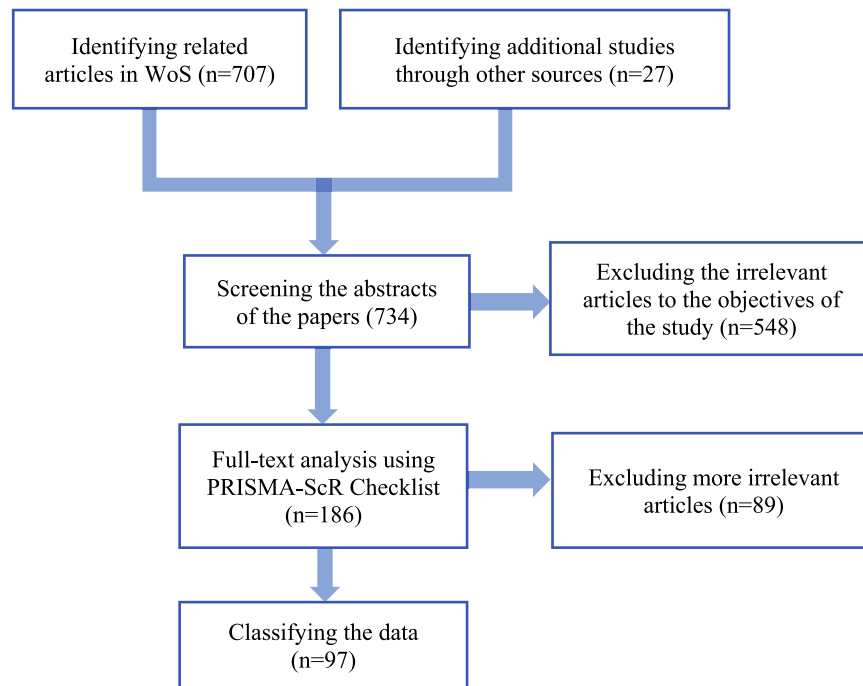 Identifying related
articles in WoS (n=707)
Identifying additional studies
through other sources (n=27)
Screening the abstracts
of the papers (734)
Excluding the irrelevant
articles to the objectives of
the study (n=548)
Full-text analysis using
PRISMA-ScR Checklist
(n=186)
Excluding more irrelevant
articles (n=89)
Classifying the data
(n=97)